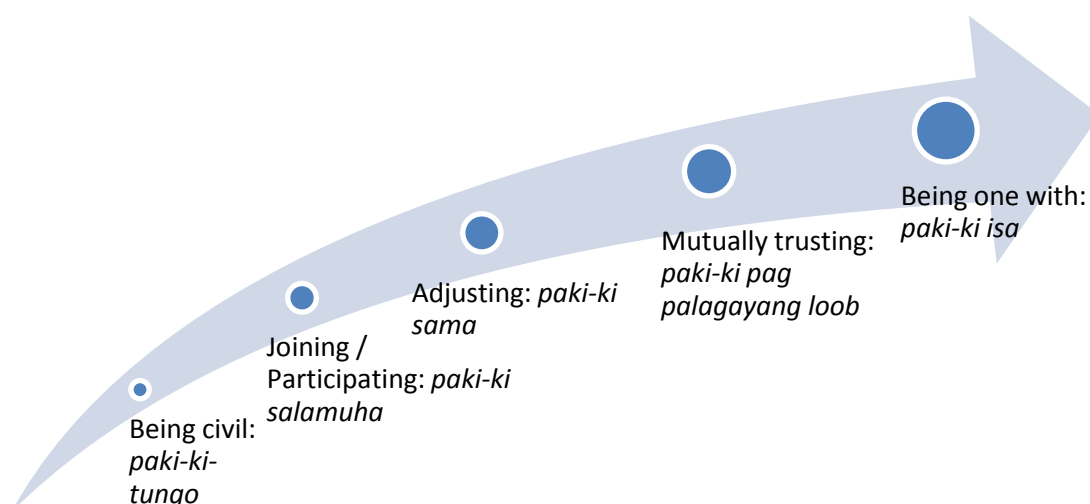 Being civil:
paki-ki-
tungo
Joining /
Participating: paki-ki
salamuha
Adjusting: paki-ki
sama
Mutually trusting:
paki-ki pag
palagayang loob
Being one with:
paki-ki isa